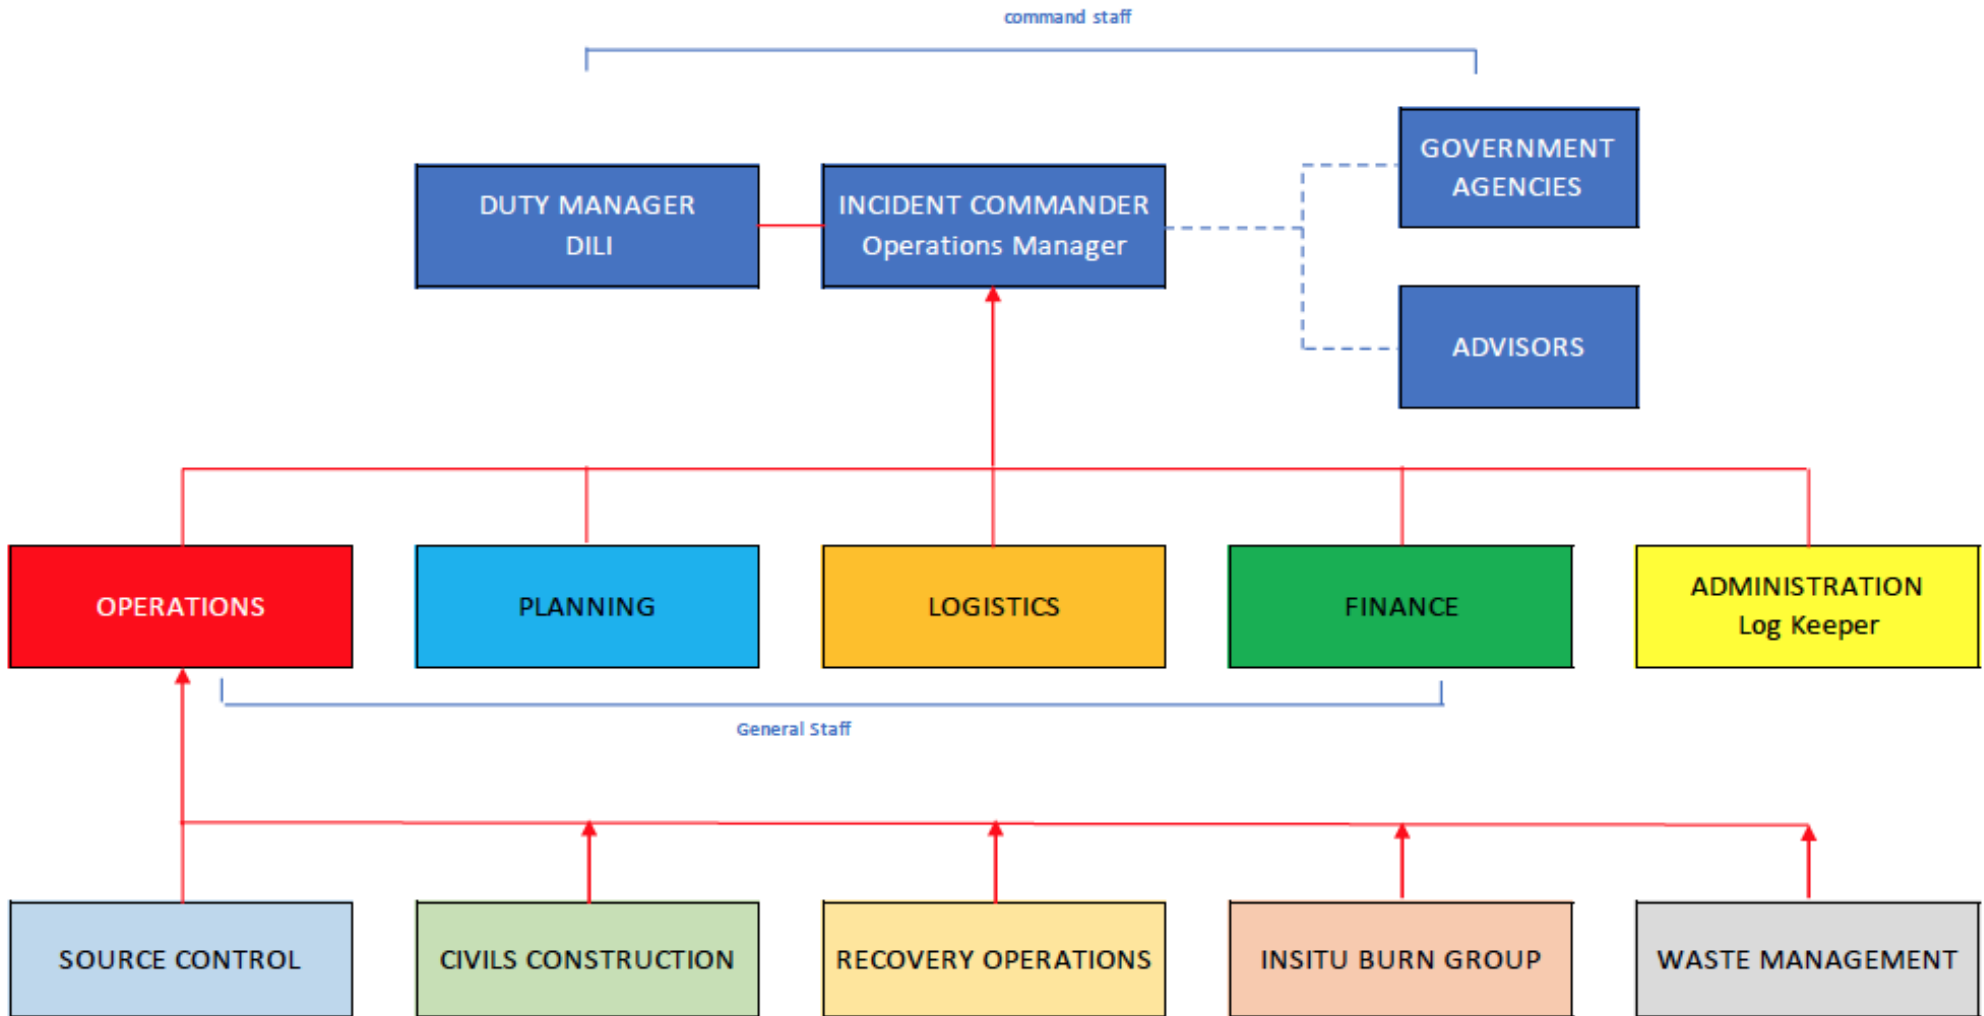 command staff
GOVERNMENT
AGENCIES
DUTY MANAGER
DILI
INCIDENT COMMANDER
Operations Manager
ADVISORS
OPERATIONS
PLANNING
LOGISTICS
FINANCE
ADMINISTRATION
Log Keeper
General Staff
SOURCE CONTROL
CIVILS CONSTRUCTION
RECOVERY OPERATIONS
INSITU BURN GROUP
WASTE MANAGEMENT